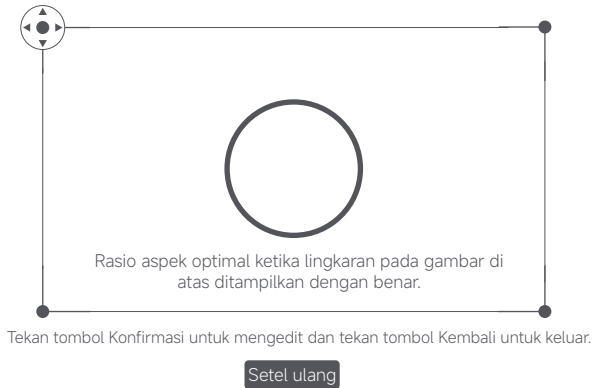 Rasio aspek optimal ketika lingkaran pada gambar di
atas ditampilkan dengan benar.
Tekan tombol Konfirmasi untuk mengedit dan tekan tombol Kembali untuk keluar.
Setel ulang